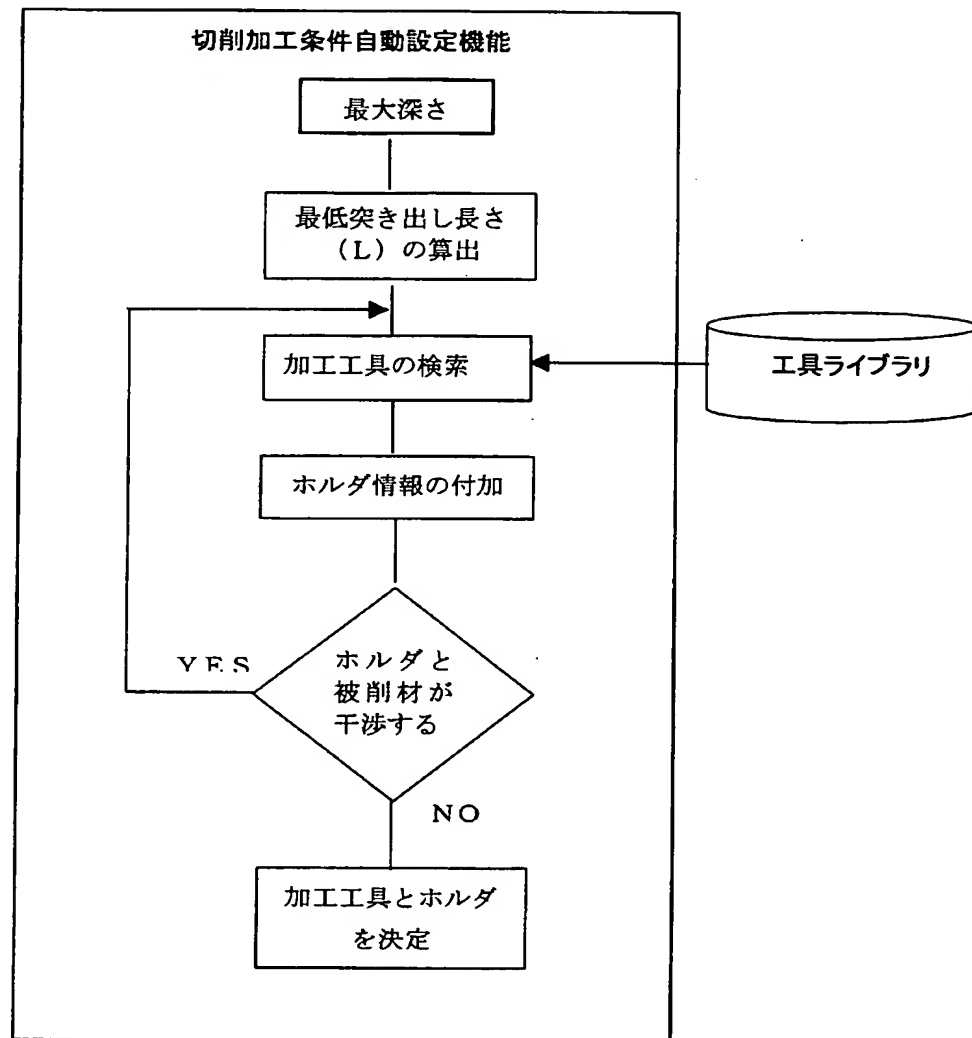 切削加工条件自動設定機能
最大深さ
最低突き出し長さ
(L)の算出
加工工具の検索
工具ライブラリ
ホルダ情報の付加
ホルダと
被削材が
干渉する
YES
NO
加工工具とホルダ
を決定